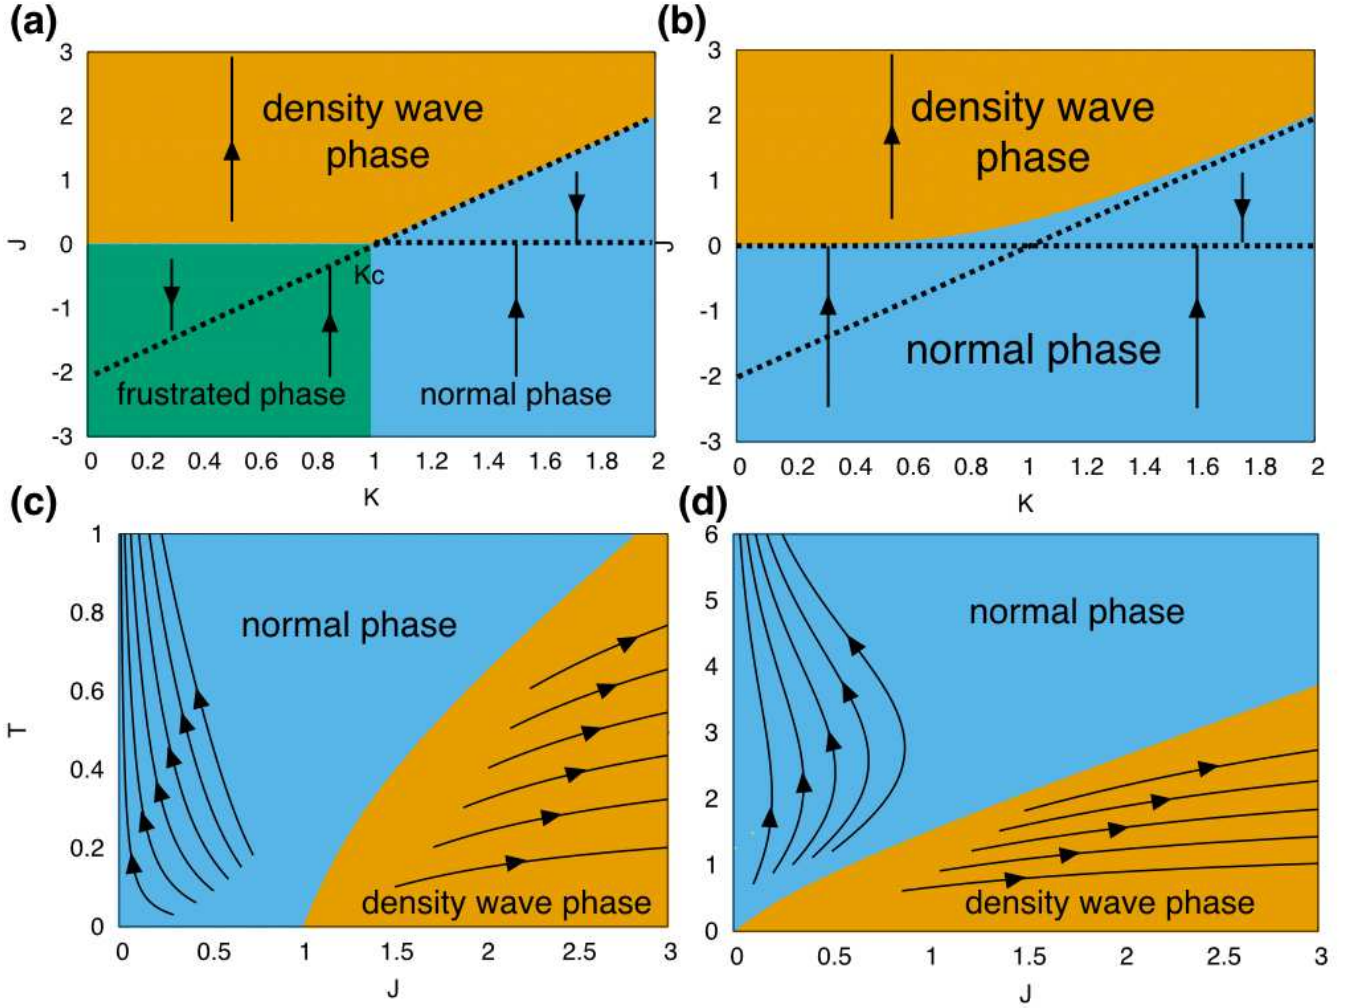 (a)
3
2
1
0
-1
-2
-3
J
density wave
phase
Kc
frustrated phase
normal phase
0 0.2 0.4 0.6 0.8 1 1.2 1.4 1.6 1.8 2
K
(b)
3
2
1
0
-1
-2
-3
J
density wave
phase
normal phase
0 0.2 0.4 0.6 0.8 1 1.2 1.4 1.6 1.8 2
K
(c)
1
0.8
0.6
0.4
0.2
0
T
normal phase
density wave phase
0 0.5 1 1.5 2 2.5 3
J
(d)
6
5
4
3
2
1
0
normal phase
density wave phase
0 0.5 1 1.5 2 2.5 3
J